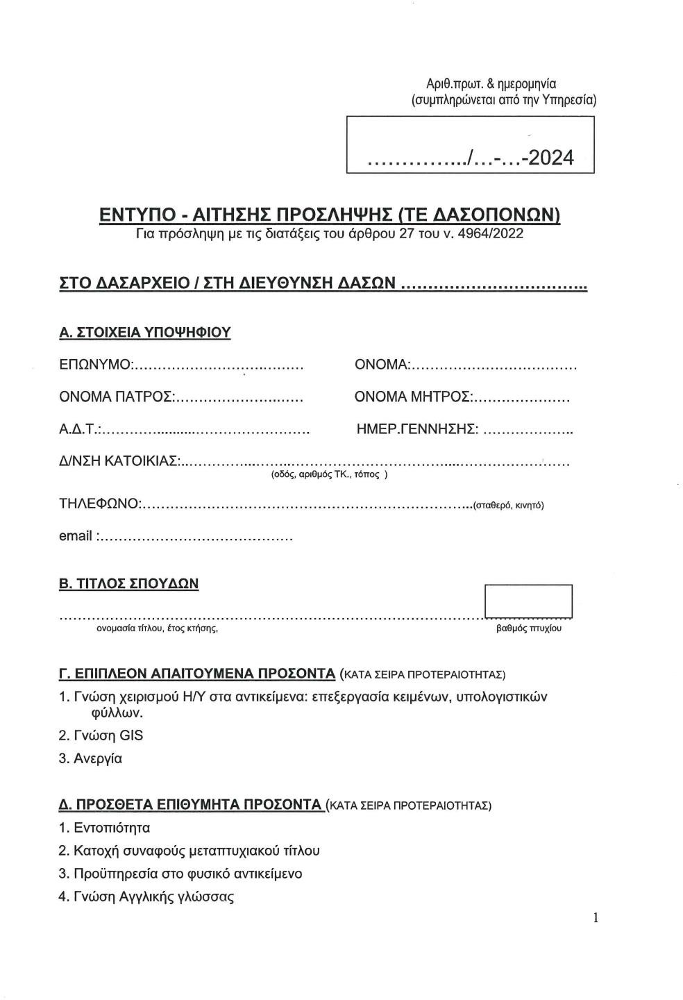 Αριθ.πρωτ. & ημερομηνία
(συμπληρώνεται από την Υπηρεσία)
……………../…-…-2024
ΕΝΤΥΠΟ - ΑΙΤΗΣΗΣ ΠΡΟΣΛΗΨΗΣ (ΤΕ ΔΑΣΟΠΟΝΩΝ)
Για πρόσληψη με τις διατάξεις του άρθρου 27 του ν. 4964/2022
ΣΤΟ ΔΑΣΑΡΧΕΙΟ / ΣΤΗ ΔΙΕΥΘΥΝΣΗ ΔΑΣΩΝ ……………………………..
Α. ΣΤΟΙΧΕΙΑ ΥΠΟΨΗΦΙΟΥ
ΕΠΩΝΥΜΟ:………………………………. ΟΝΟΜΑ:………………………………
ΟΝΟΜΑ ΠΑΤΡΟΣ:………………………. ΟΝΟΜΑ ΜΗΤΡΟΣ:…………………
Α.Δ.Τ.:………………………………………. ΗΜΕΡ.ΓΕΝΝΗΣΗΣ: ………………..
Δ/ΝΣΗ ΚΑΤΟΙΚΙΑΣ:…………………………………………………………………………
(οδός, αριθμός ΤΚ., τόπος )
ΤΗΛΕΦΩΝΟ:……………………………………………………………..(σταθερό, κινητό)
email :……………………………………
Β. ΤΙΤΛΟΣ ΣΠΟΥΔΩΝ
…………………………………………………………………………………………………
ονομασία τίτλου, έτος κτήσης, βαθμός πτυχίου
Γ. ΕΠΙΠΛΕΟΝ ΑΠΑΙΤΟΥΜΕΝΑ ΠΡΟΣΟΝΤΑ (ΚΑΤΑ ΣΕΙΡΑ ΠΡΟΤΕΡΑΙΟΤΗΤΑΣ)
1. Γνώση χειρισμού Η/Υ στα αντικείμενα: επεξεργασία κειμένων, υπολογιστικών
φύλλων.
2. Γνώση GIS
3. Ανεργία
Δ. ΠΡΟΣΘΕΤΑ ΕΠΙΘΥΜΗΤΑ ΠΡΟΣΟΝΤΑ (ΚΑΤΑ ΣΕΙΡΑ ΠΡΟΤΕΡΑΙΟΤΗΤΑΣ)
1. Εντοπιότητα
2. Κατοχή συναφούς μεταπτυχιακού τίτλου
3. Προϋπηρεσία στο φυσικό αντικείμενο
4. Γνώση Αγγλικής γλώσσας
1